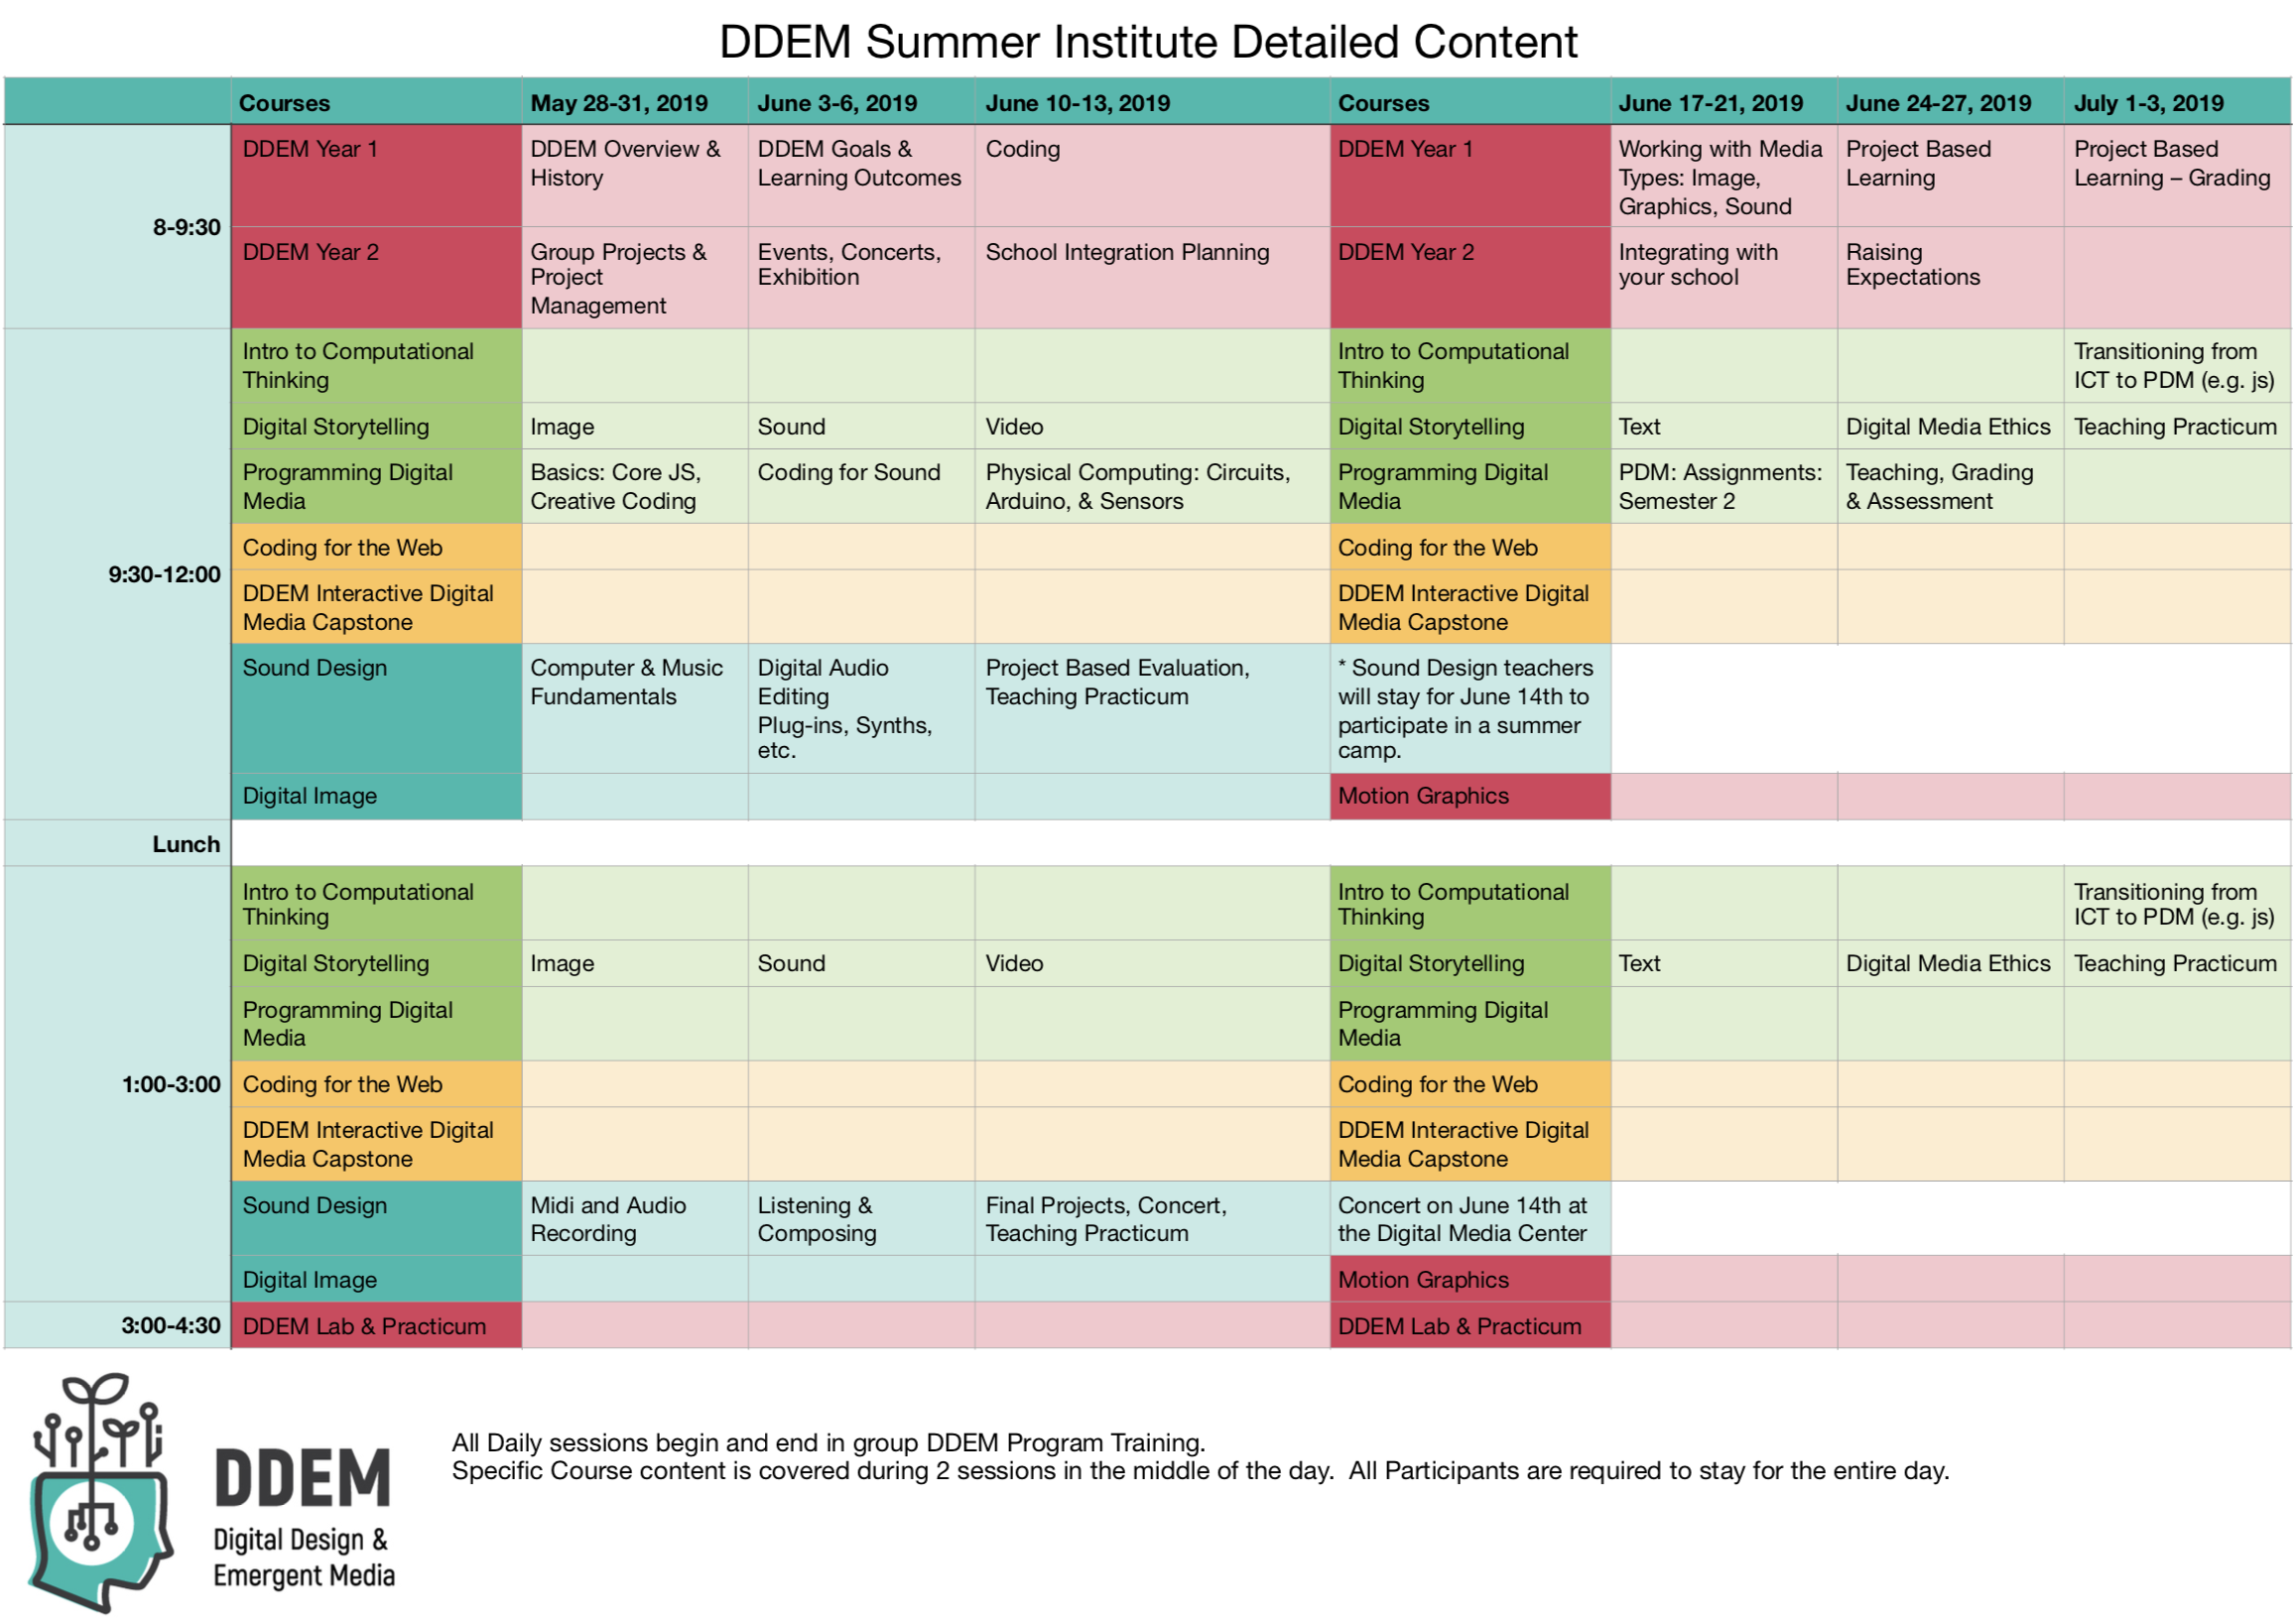 DDEM Summer Institute Detailed Content
Courses
May 28-31, 2019
June 3-6, 2019
June 10-13, 2019
Courses
June 17-21, 2019
June 24-27, 2019
July 1-3, 2019
8-9:30
DDEM Year 1
DDEM Overview &
History
DDEM Goals &
Learning Outcomes
Coding
DDEM Year 1
Working with Media
Types: Image,
Graphics, Sound
Project Based
Learning
Project Based
Learning – Grading
DDEM Year 2
Group Projects &
Project
Management
Events, Concerts,
Exhibition
School Integration Planning
DDEM Year 2
Integrating with
your school
Raising
Expectations
9:30-12:00
Intro to Computational
Thinking
Intro to Computational
Thinking
Transitioning from
ICT to PDM (e.g. js)
Digital Storytelling
Image
Sound
Video
Digital Storytelling
Text
Digital Media Ethics
Teaching Practicum
Programming Digital
Media
Basics: Core JS,
Creative Coding
Coding for Sound
Physical Computing: Circuits,
Arduino, & Sensors
Programming Digital
Media
PDM: Assignments:
Semester 2
Teaching, Grading
& Assessment
Coding for the Web
Coding for the Web
DDEM Interactive Digital
Media Capstone
DDEM Interactive Digital
Media Capstone
Sound Design
Computer & Music
Fundamentals
Digital Audio
Editing
Plug-ins, Synths,
etc.
Project Based Evaluation,
Teaching Practicum
* Sound Design teachers
will stay for June 14th to
participate in a summer
camp.
Digital Image
Motion Graphics
Lunch
1:00-3:00
Intro to Computational
Thinking
Intro to Computational
Thinking
Transitioning from
ICT to PDM (e.g. js)
Digital Storytelling
Image
Sound
Video
Digital Storytelling
Text
Digital Media Ethics
Teaching Practicum
Programming Digital
Media
Programming Digital
Media
Coding for the Web
Coding for the Web
DDEM Interactive Digital
Media Capstone
DDEM Interactive Digital
Media Capstone
Sound Design
Midi and Audio
Recording
Listening &
Composing
Final Projects, Concert,
Teaching Practicum
Concert on June 14th at
the Digital Media Center
Digital Image
Motion Graphics
3:00-4:30
DDEM Lab & Practicum
DDEM Lab & Practicum
DDEM
Digital Design &
Emergent Media
All Daily sessions begin and end in group DDEM Program Training.
Specific Course content is covered during 2 sessions in the middle of the day.  All Participants are required to stay for the entire day.